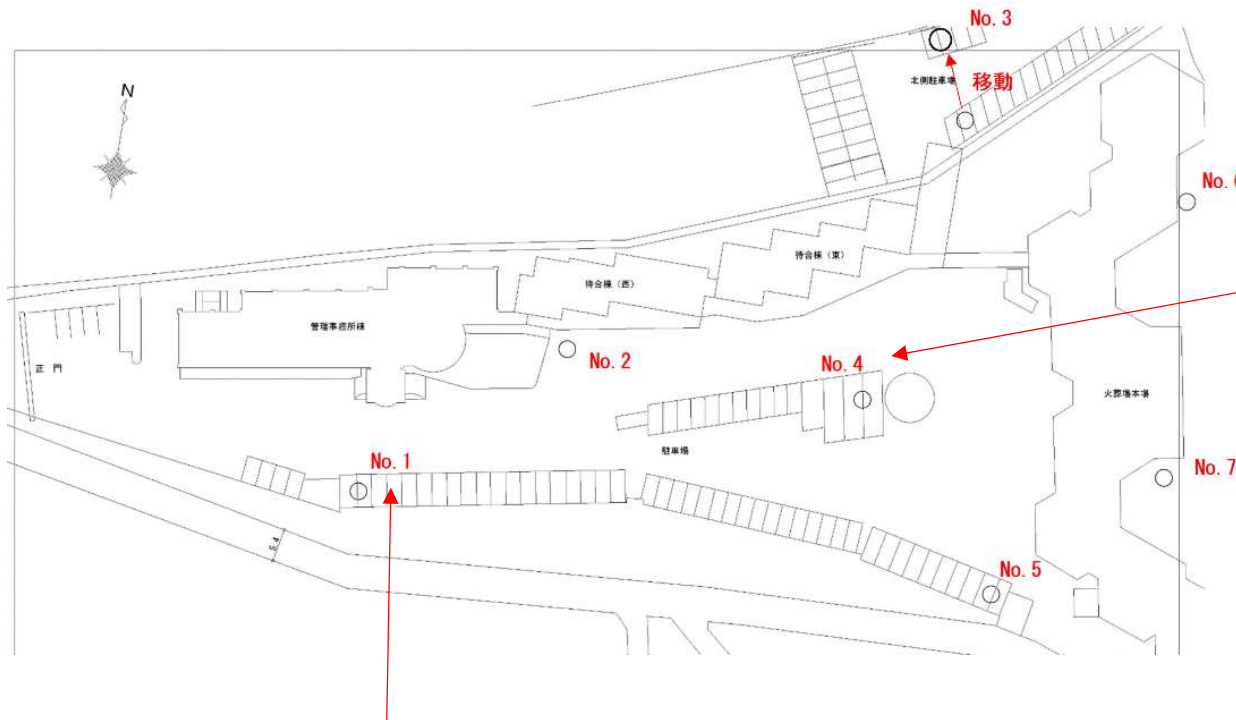 No. 3
北側駐車場
移動
N
No. 6
待合棟（東）
待合棟（西）
管理事務所棟
正 門
No. 2
No. 4
火葬場本場
駐車場
No. 1
No. 7
5.4
No. 5